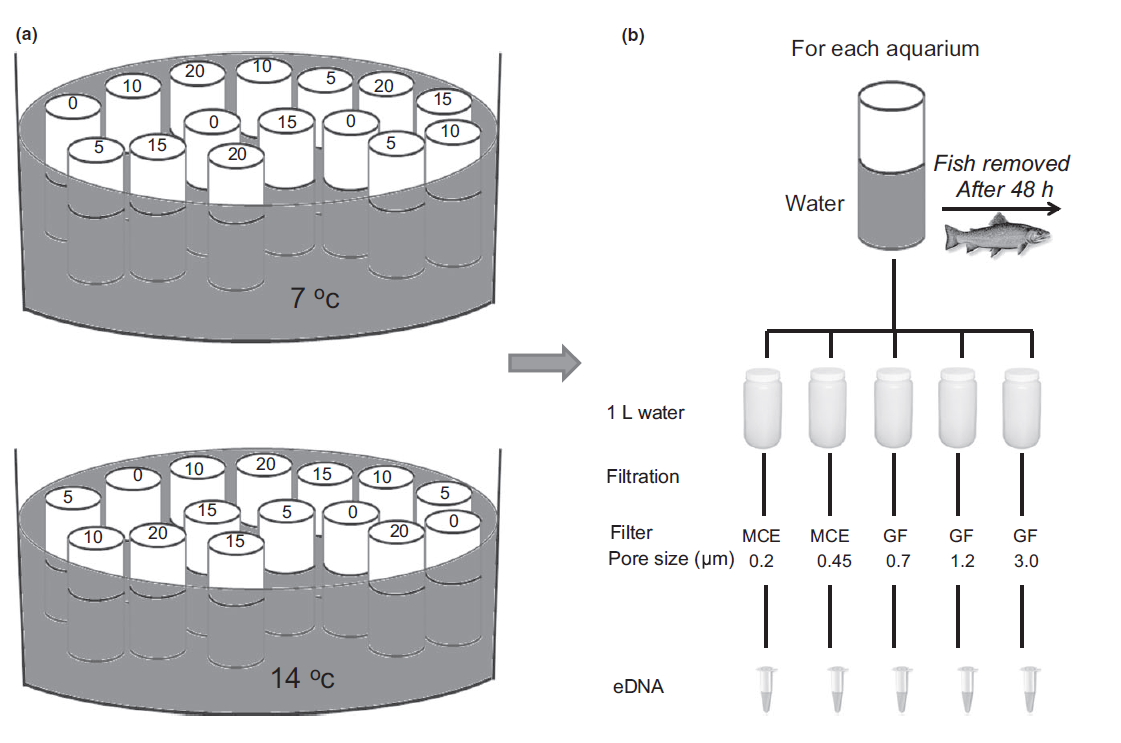 (a)
20
10
10
5
20
0
15
0
15
0
10
5
15
5
20
7 ºc
20
10
15
10
0
5
5
15
5
0
0
10
20
20
15
14 ºc
(b)
For each aquarium
Fish removed
After 48 h
Water
1 L water
Filtration
Filter MCE MCE GF GF GF
Pore size (µm) 0.2 0.45 0.7 1.2 3.0
eDNA